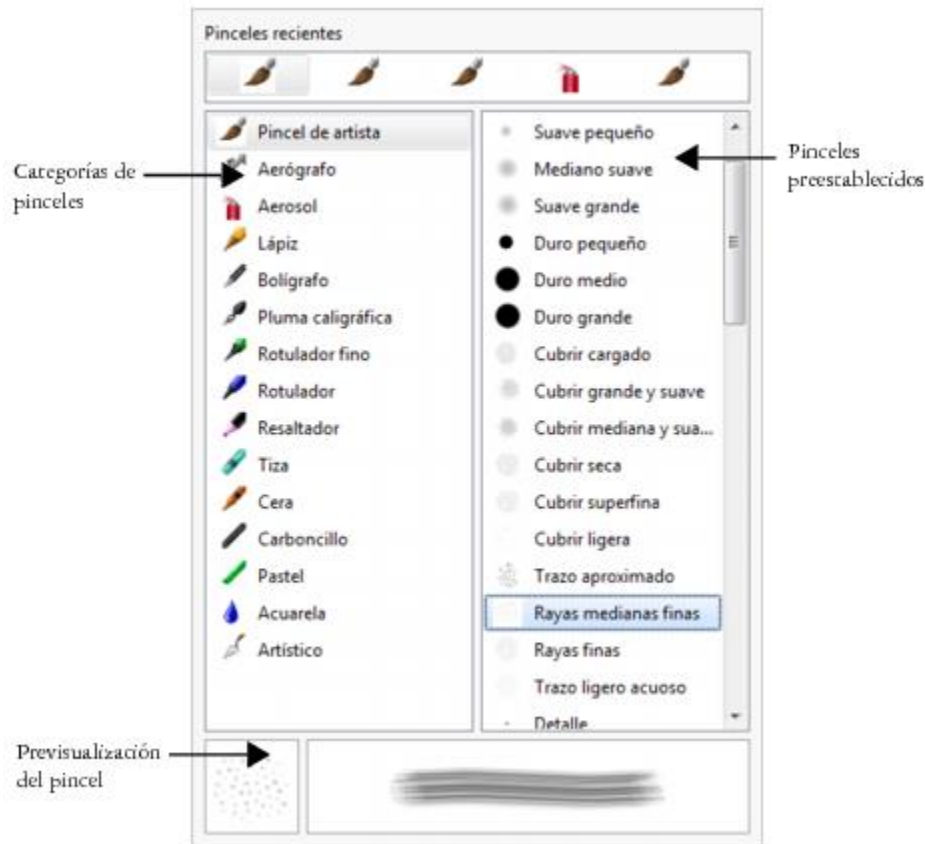 Pinceles recientes
Pincel de artista
Aerógrafo
Aerosol
Lápiz
Bolígrafo
Pluma caligráfica
Rotulador fino
Rotulador
Resaltador
Tiza
Cera
Carboncillo
Pastel
Acuarela
Artístico
Suave pequeño
Mediano suave
Suave grande
Duro pequeño
Duro medio
Duro grande
Cubrir cargado
Cubrir grande y suave
Cubrir mediana y sua...
Cubrir seca
Cubrir superfina
Cubrir ligera
Trazo aproximado
Rayas medianas finas
Rayas finas
Trazo ligero acuoso
Detalle
Categorías de
pinceles
Pinceles
preestablecidos
Previsualización
del pincel